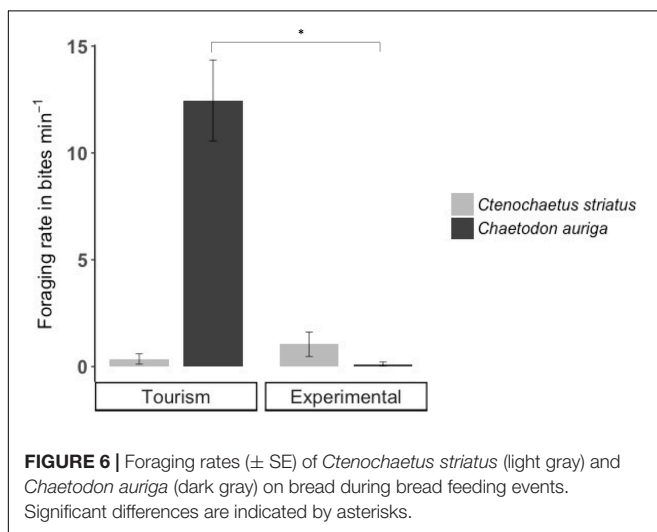 *
15
10
5
0
Foraging rate in bites min⁻¹
Ctenochaetus striatus
Chaetodon auriga
Tourism Experimental
FIGURE 6 | Foraging rates (± SE) of Ctenochaetus striatus (light gray) and
Chaetodon auriga (dark gray) on bread during bread feeding events.
Significant differences are indicated by asterisks.